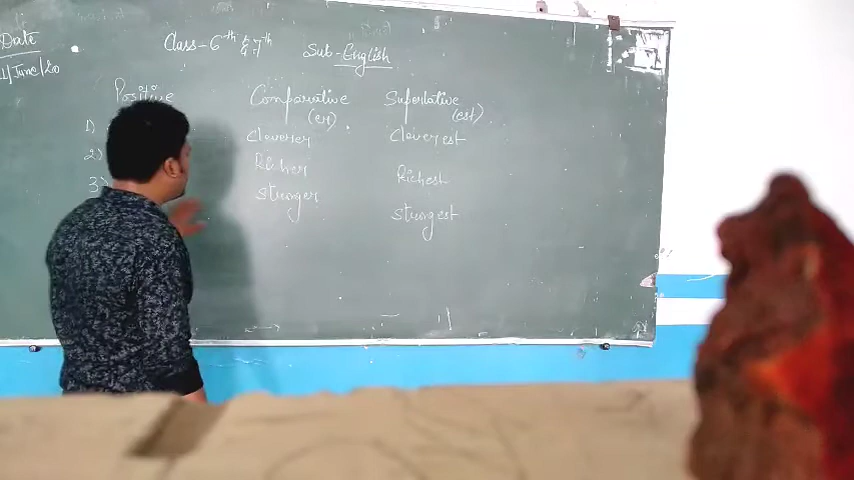 Date
Class-6th & 7th Sub-English
1/June/20
Positive Comparative Superlative
(er) (est)
1) cleverer cleverest
2) Richer Richest
3) stronger strongest